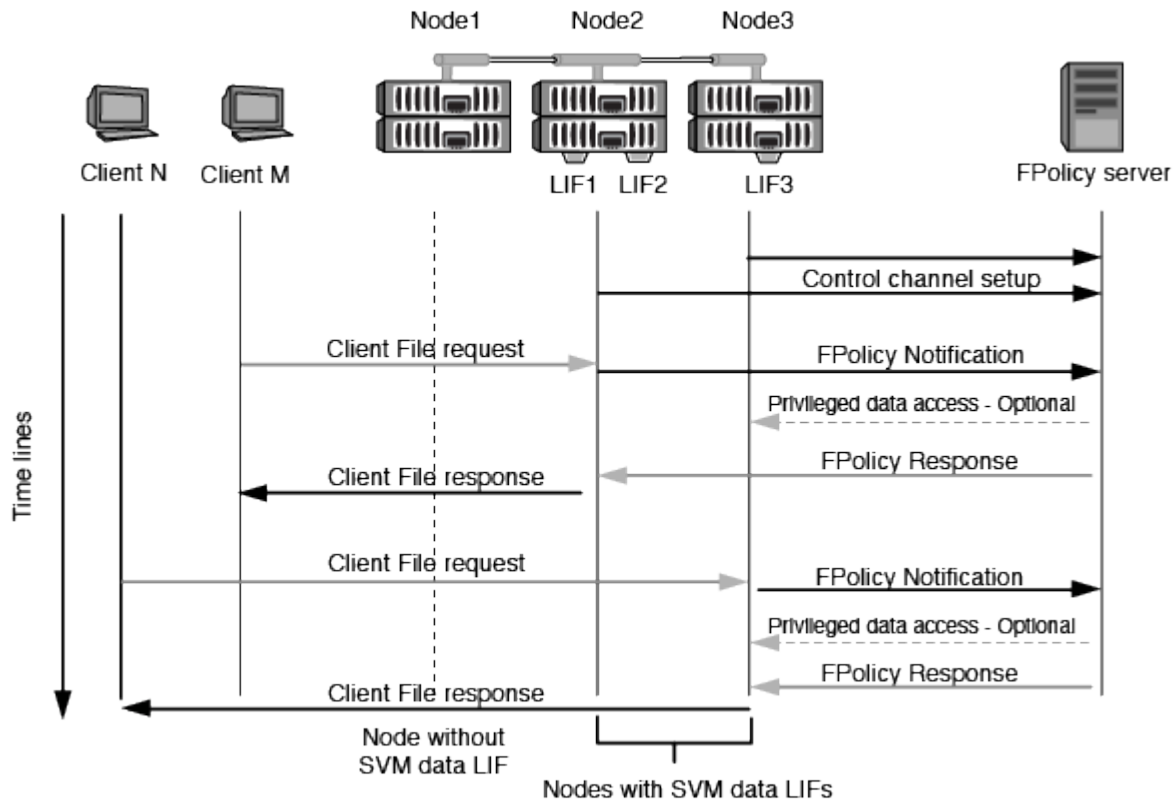 Node1
Node2
Node3
Client N
Client M
LIF1
LIF2
LIF3
FPolicy server
Control channel setup
Client File request
FPolicy Notification
Privileged data access - Optional
FPolicy Response
Client File response
Client File request
FPolicy Notification
Privileged data access - Optional
FPolicy Response
Client File response
Time lines
Node without
SVM data LIF
Nodes with SVM data LIFs